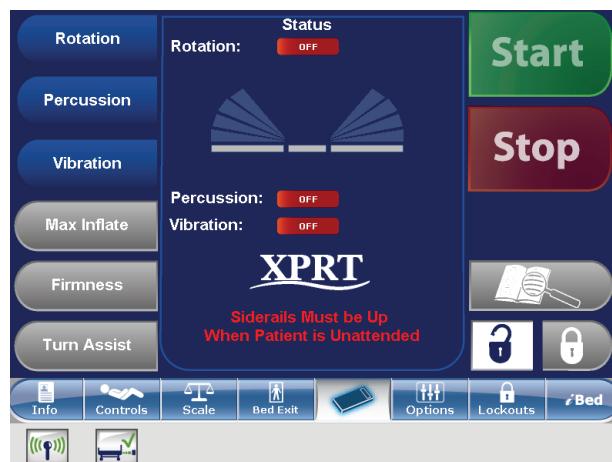 Rotation
Percussion
Vibration
Max Inflate
Firmness
Turn Assist
Status
Rotation: OFF
Percussion: OFF
Vibration: OFF
XPRT
Siderails Must be Up
When Patient is Unattended
Start
Stop
Info
Controls
Scale
Bed Exit
Options
Lockouts
iBed